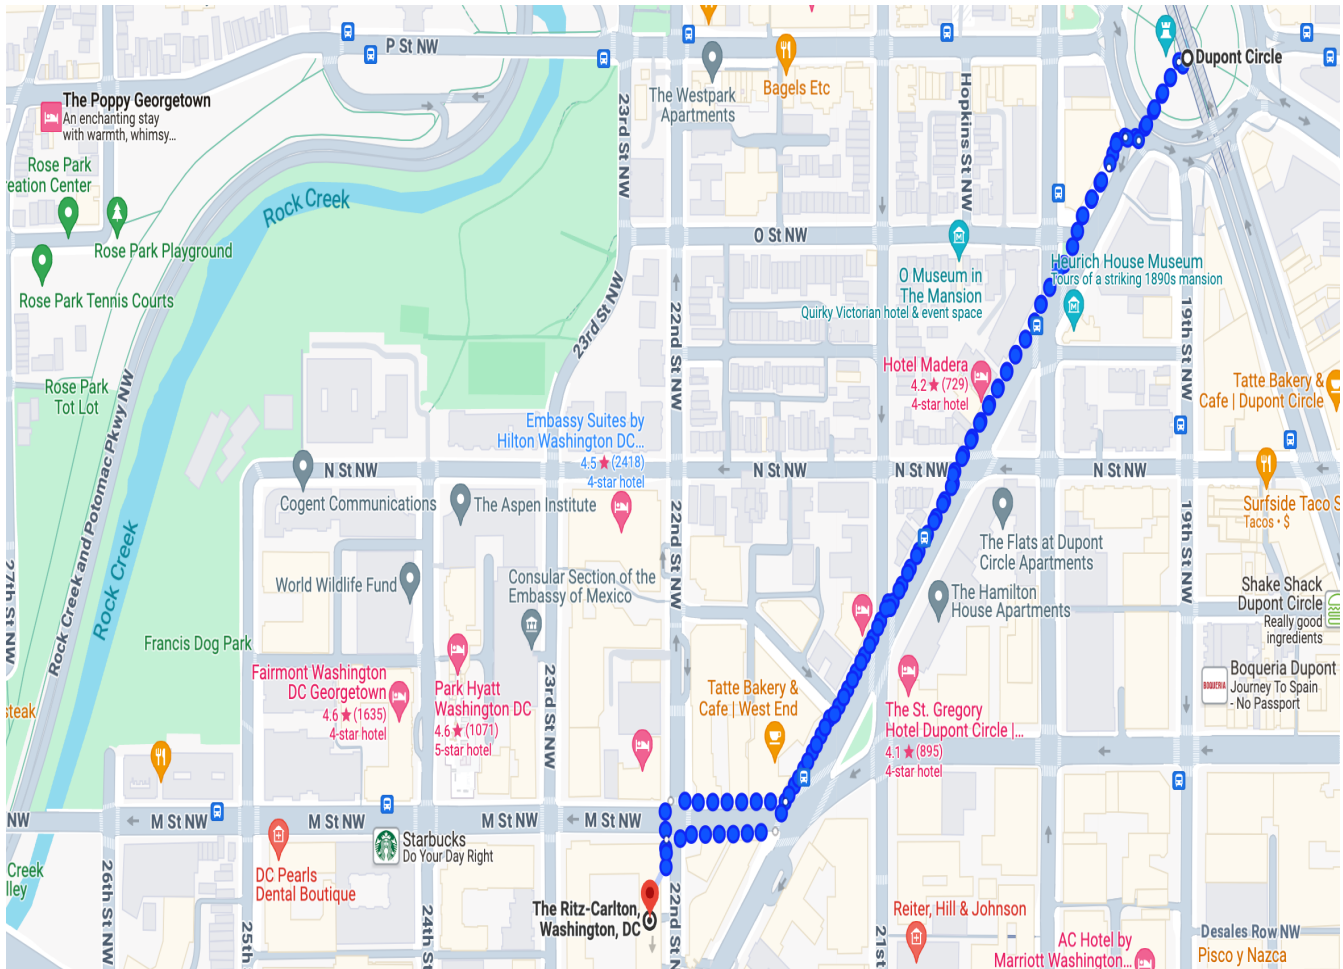 P St NW
Dupont Circle
The Poppy Georgetown
An enchanting stay
with warmth, whimsy...
The Westpark
Apartments
Bagels Etc
Hopkins St NW
23rd St NW
Rose Park
eation Center
Rock Creek
Rose Park Playground
Rose Park Tennis Courts
O St NW
O Museum in
The Mansion
Quirky Victorian hotel & event space
Heurich House Museum
Tours of a striking 1890s mansion
23rd St NW
22nd St NW
19th St NW
Hotel Madera
4.2★(729)
4-star hotel
Tatte Bakery &
Cafe | Dupont Circle
Rose Park
Tot Lot
Rock Creek and Potomac Pkwy NW
Embassy Suites by
Hilton Washington DC...
4.5★(2418)
4-star hotel
N St NW
N St NW
N St NW
N St NW
Cogent Communications
The Aspen Institute
Surfside Taco S
Tacos • $
22nd St NW
19th St NW
The Flats at Dupont
Circle Apartments
Rock Creek
27th St NW
World Wildlife Fund
Consular Section of the
Embassy of Mexico
The Hamilton
House Apartments
Shake Shack
Dupont Circle
Really good
ingredients
Francis Dog Park
Fairmont Washington
DC Georgetown
4.6★(1635)
4-star hotel
Park Hyatt
Washington DC
4.6★(1071)
5-star hotel
23rd St NW
Tatte Bakery &
Cafe | West End
The St. Gregory
Hotel Dupont Circle |...
4.1★(895)
4-star hotel
BOQUERIA
Boqueria Dupont
Journey To Spain
- No Passport
steak
NW
M St NW
M St NW
M St NW
M St NW
Starbucks
Do Your Day Right
DC Pearls
Dental Boutique
Creek
lley
26th St NW
25th
24th St
The Ritz-Carlton,
Washington, DC
22nd St N
21st
Reiter, Hill & Johnson
AC Hotel by
Marriott Washington...
Desales Row NW
Pisco y Nazca